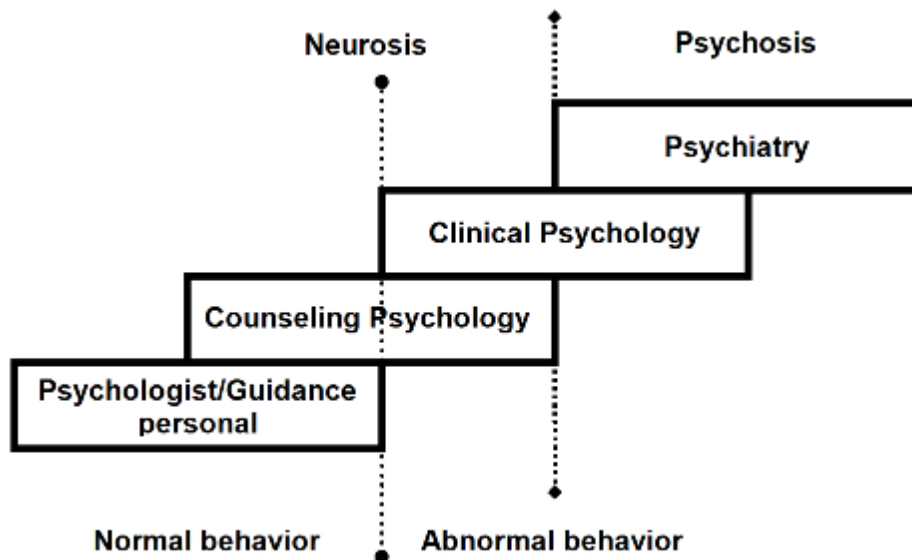 Neurosis
Psychosis
Psychiatry
Clinical Psychology
Counseling Psychology
Psychologist/Guidance
personal
Normal behavior
Abnormal behavior